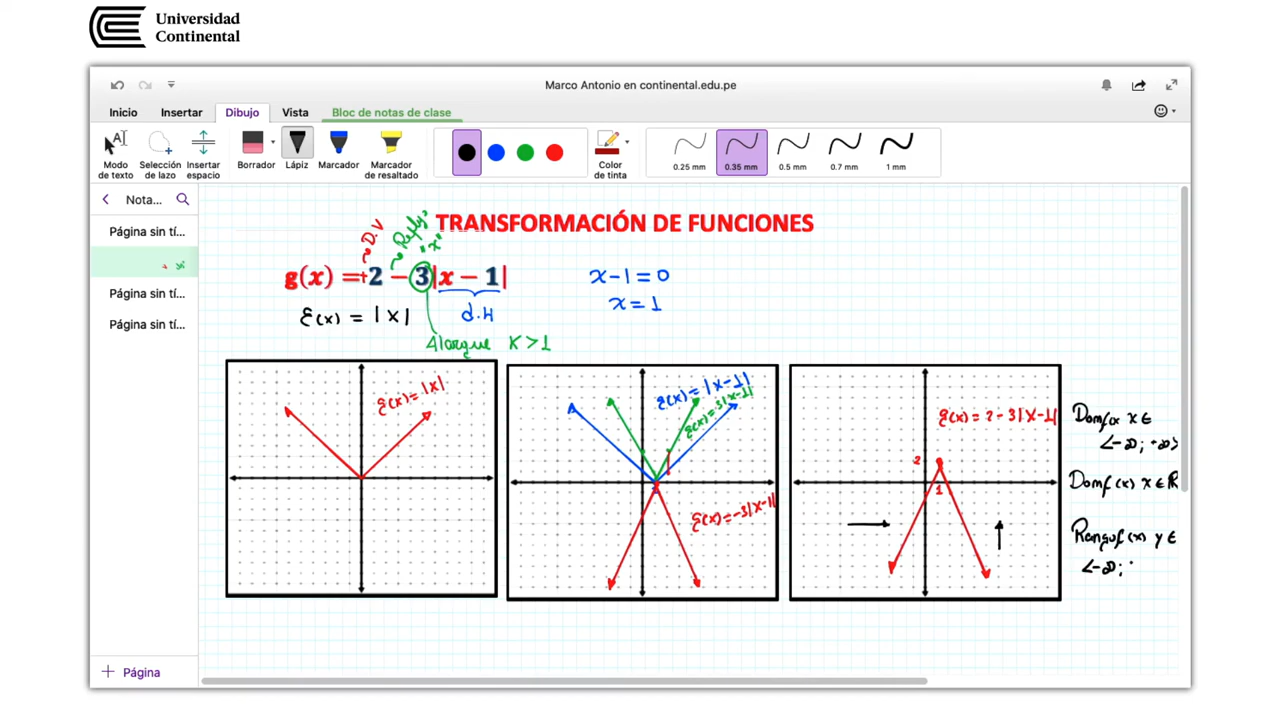 Universidad
Continental
Marco Antonio en continental.edu.pe
Inicio Insertar Dibujo Vista Bloc de notas de clase
Modo de texto
Selección de lazo
Insertar espacio
Borrador
Lápiz
Marcador
Marcador de resaltado
Color de tinta
0.25 mm 0.35 mm 0.5 mm 0.7 mm 1 mm
Nota...
Página sin tí...
Página sin tí...
Página sin tí...
Página
TRANSFORMACIÓN DE FUNCIONES
D.V
"x"
g(x) = +2 − 3|x − 1|
x-1=0
x=1
f(x) = |x|
d.H
Alargue K>1
f(x)=|x|
f(x)=|x-1|
f(x)=3|x-1|
f(x)=-3|x-1|
f(x)=2-3|x-1|
2
1
Domf(x) x∈
<-∞; +∞>
Domf(x) x∈R
Rangof(x) y∈
<-∞;